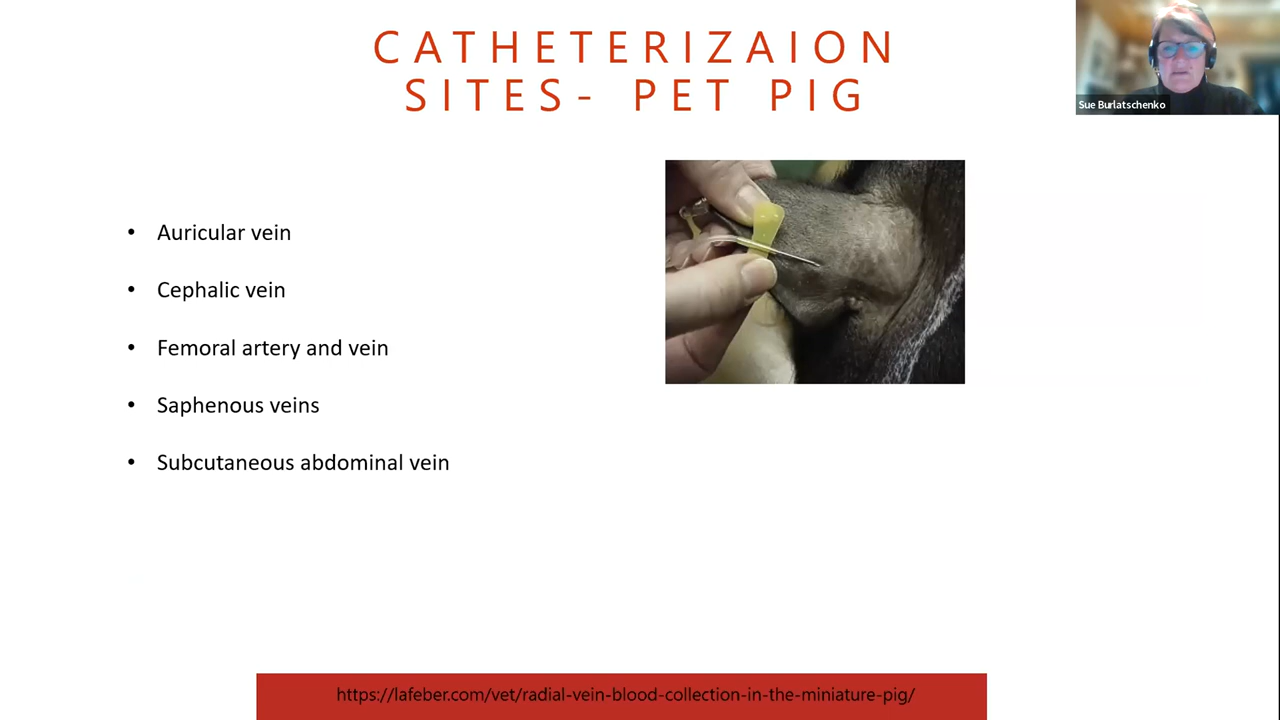 CATHETERIZAION
SITES- PET PIG
Sue Burlatschenko
• Auricular vein
• Cephalic vein
• Femoral artery and vein
• Saphenous veins
• Subcutaneous abdominal vein
https://lafeber.com/vet/radial-vein-blood-collection-in-the-miniature-pig/